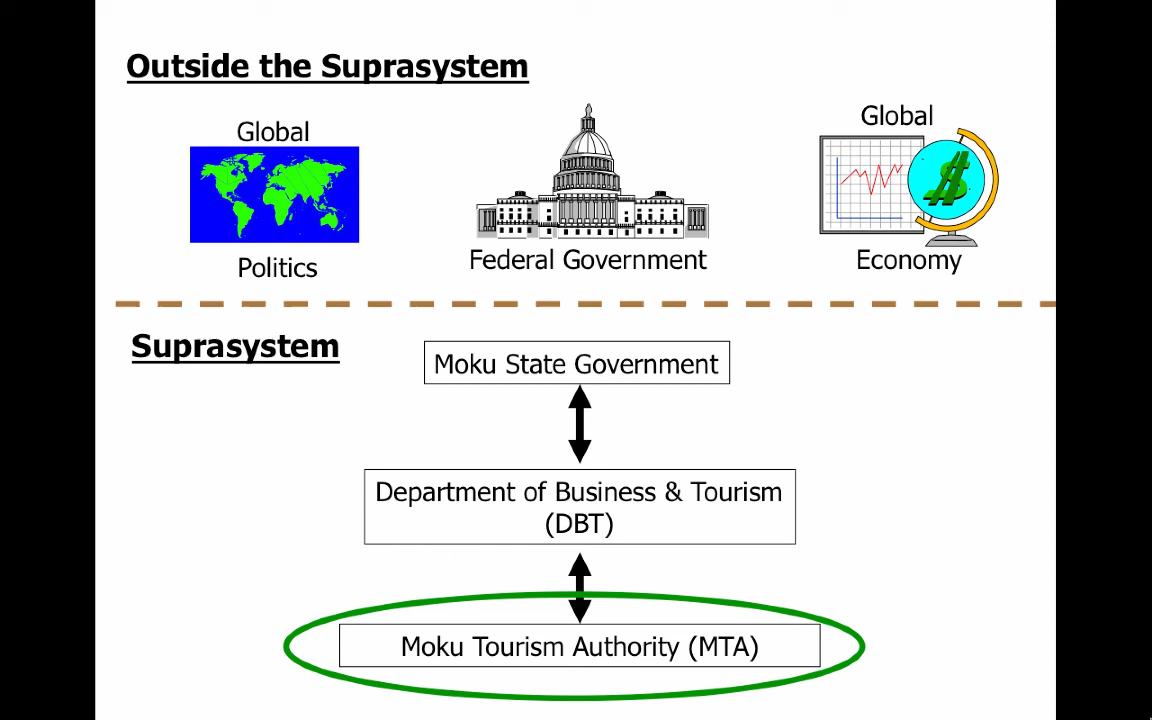 Outside the Suprasystem
Global
Politics
Federal Government
Global
$
Economy
Suprasystem
Moku State Government
Department of Business & Tourism
(DBT)
Moku Tourism Authority (MTA)